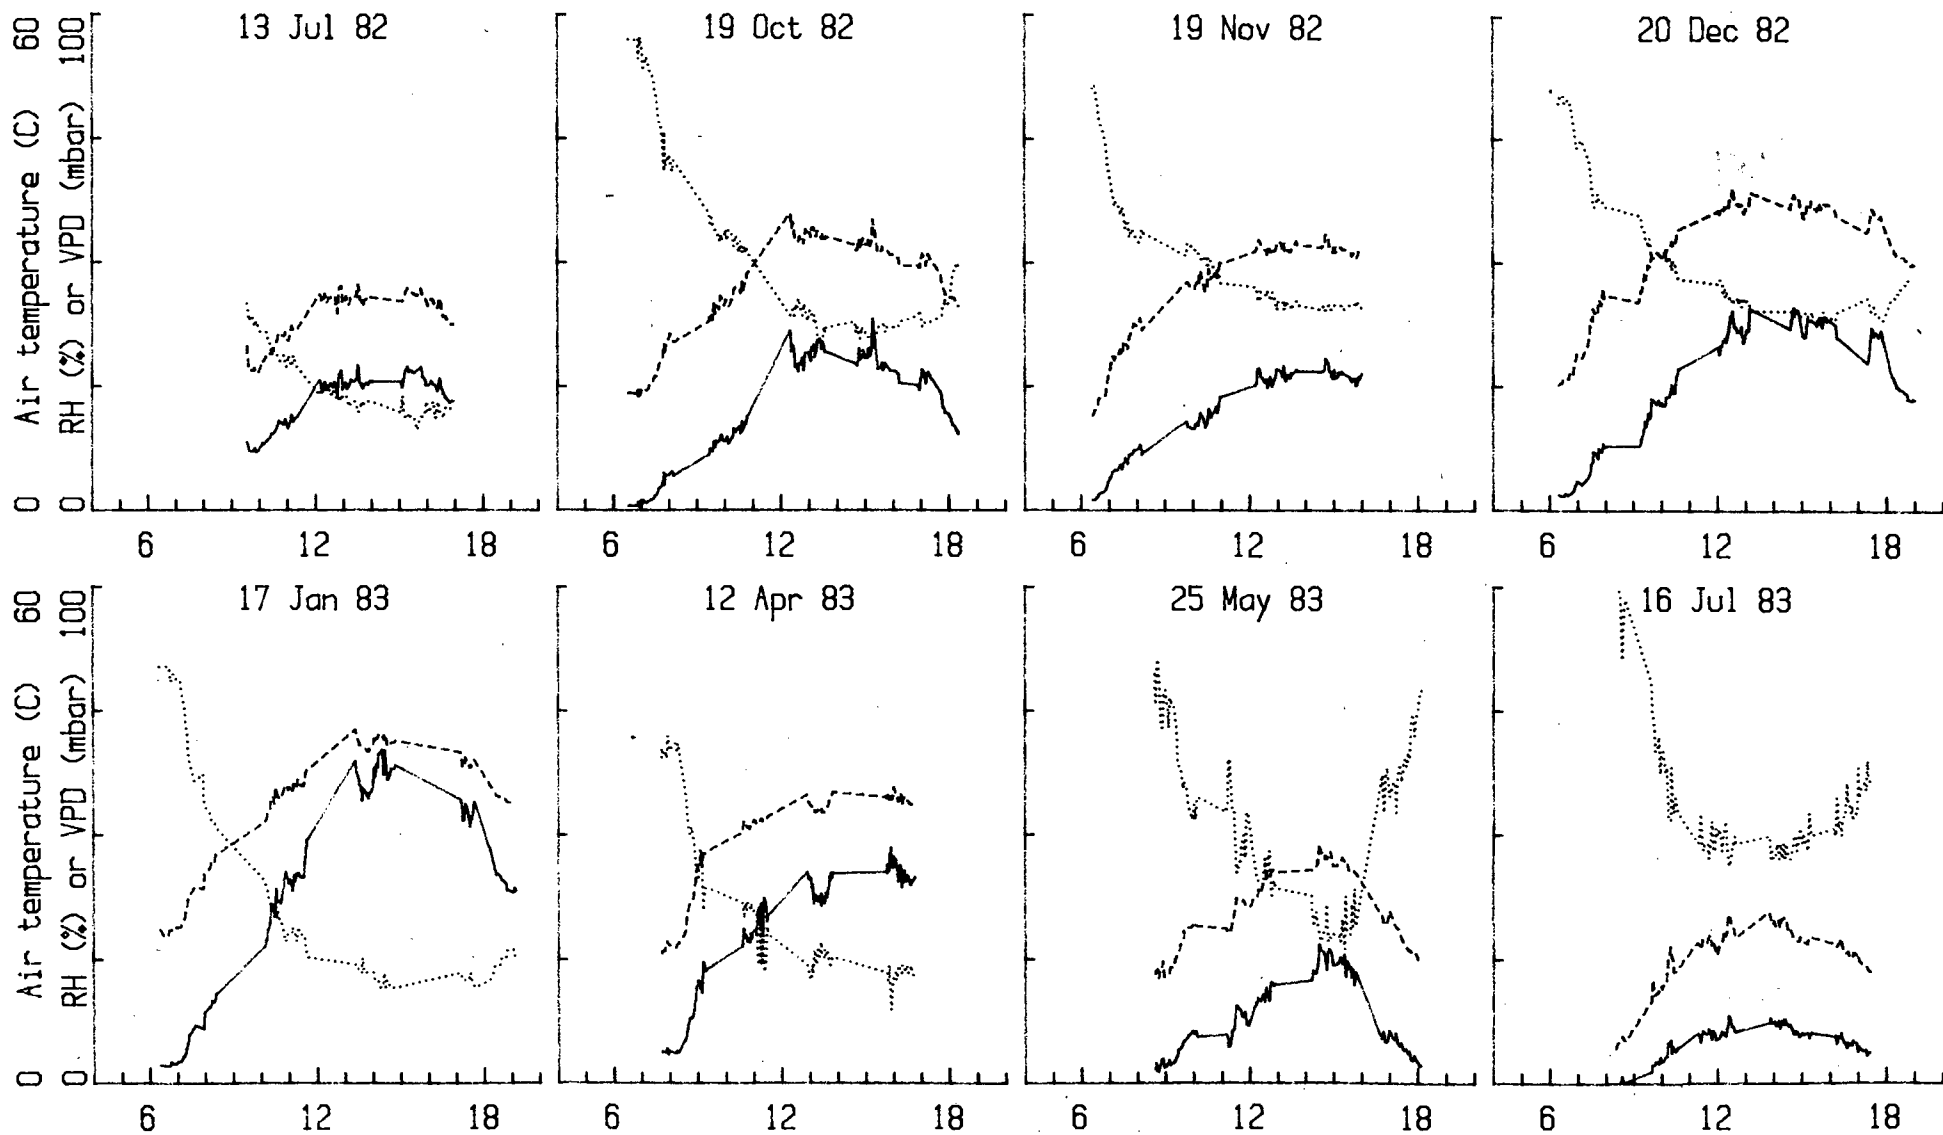 13 Jul 82
19 Oct 82
19 Nov 82
20 Dec 82
0 Air temperature (C) 60
0 RH (%) or VPD (mbar) 100
6 12 18
6 12 18
6 12 18
6 12 18
17 Jan 83
12 Apr 83
25 May 83
16 Jul 83
0 Air temperature (C) 60
0 RH (%) or VPD (mbar) 100
6 12 18
6 12 18
6 12 18
6 12 18